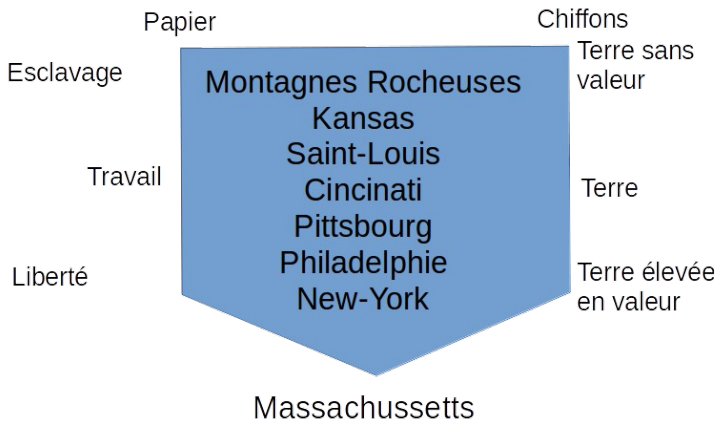 Papier
Chiffons
Esclavage
Terre sans
valeur
Montagnes Rocheuses
Kansas
Saint-Louis
Travail
Cincinati
Terre
Pittsbourg
Philadelphie
Liberté
Terre élevée
en valeur
New-York
Massachussetts